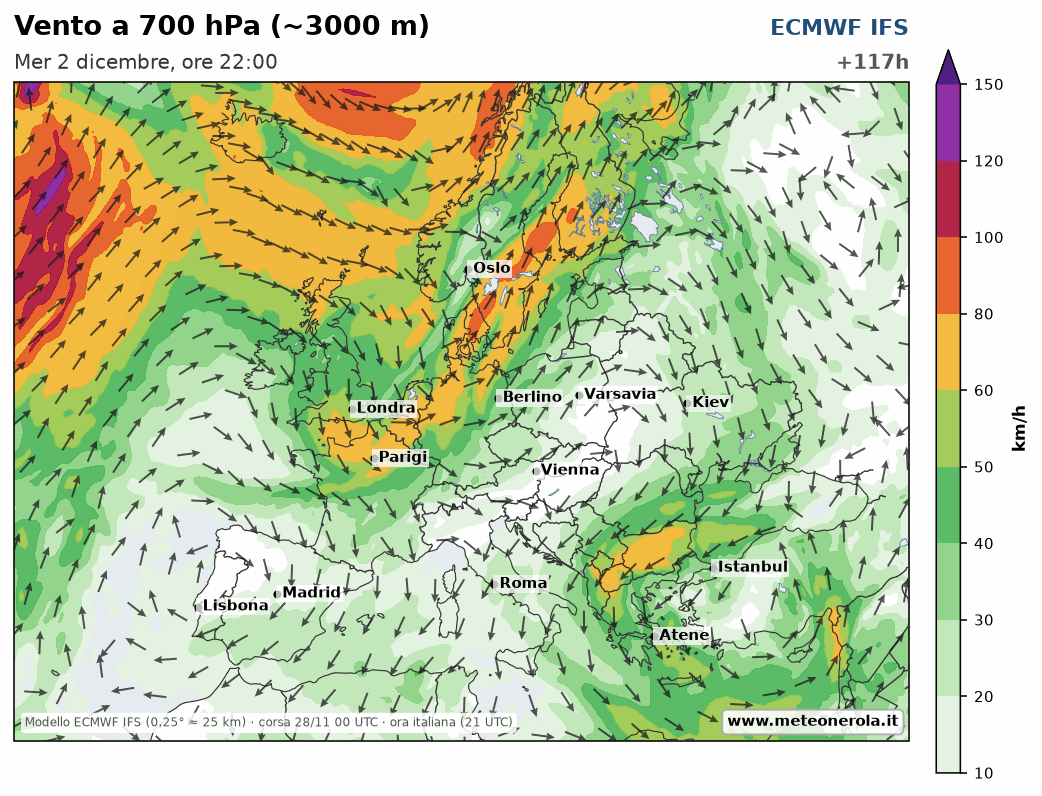 Vento a 700 hPa (~3000 m)
ECMWF IFS
Mer 2 dicembre, ore 22:00
+117h
150
120
100
80
60
50
40
30
20
10
km/h
Oslo
Berlino
Varsavia
Kiev
Londra
Parigi
Vienna
Istanbul
Roma
Madrid
Lisbona
Atene
Modello ECMWF IFS (0,25° ≈ 25 km) · corsa 28/11 00 UTC · ora italiana (21 UTC)
www.meteonerola.it